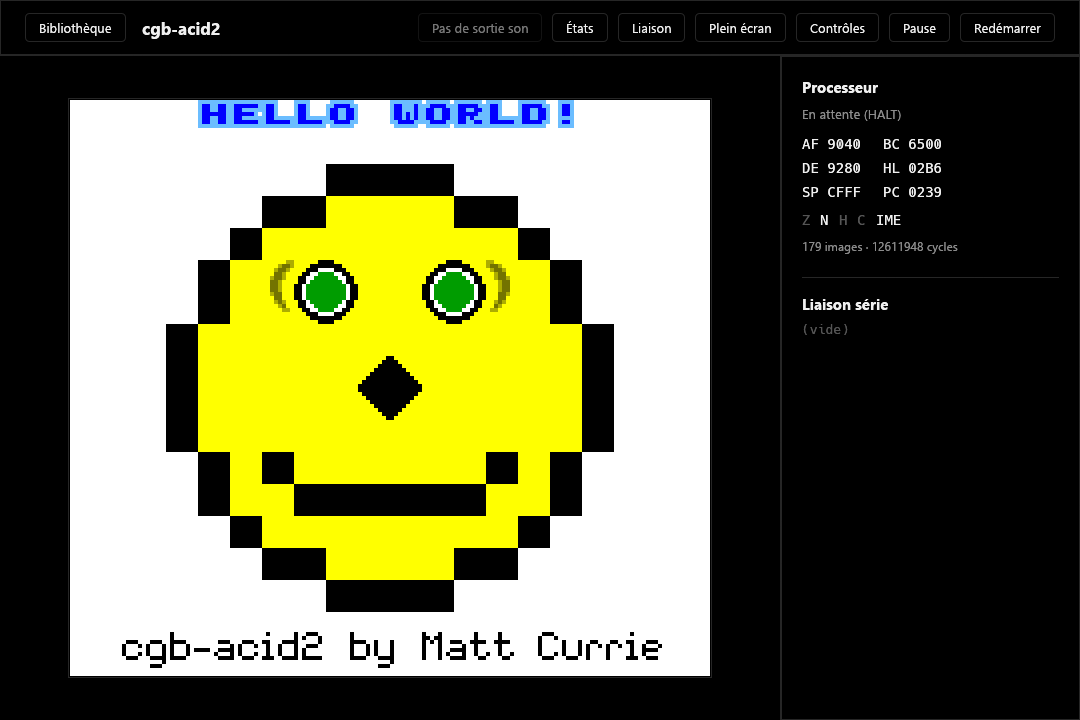 Bibliothèque cgb-acid2 Pas de sortie son États Liaison Plein écran Contrôles Pause Redémarrer
HELLO WORLD!
cgb-acid2 by Matt Currie
Processeur
En attente (HALT)
AF 9040 BC 6500
DE 9280 HL 02B6
SP CFFF PC 0239
Z N H C IME
179 images · 12611948 cycles
Liaison série
(vide)